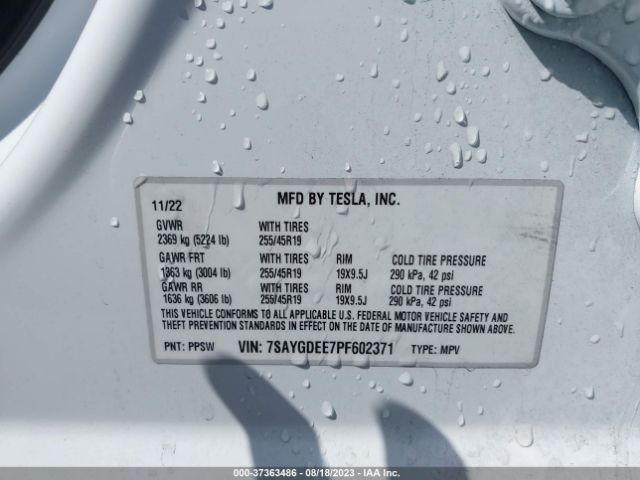 11/22 MFD BY TESLA, INC.
GVWR WITH TIRES
2369 kg (5224 lb) 255/45R19
GAWR FRT WITH TIRES RIM COLD TIRE PRESSURE
1363 kg (3004 lb) 255/45R19 19X9.5J 290 kPa, 42 psi
GAWR RR WITH TIRES RIM COLD TIRE PRESSURE
1636 kg (3606 lb) 255/45R19 19X9.5J 290 kPa, 42 psi
THIS VEHICLE CONFORMS TO ALL APPLICABLE U.S. FEDERAL MOTOR VEHICLE SAFETY AND
THEFT PREVENTION STANDARDS IN EFFECT ON THE DATE OF MANUFACTURE SHOWN ABOVE.
PNT: PPSW VIN: 7SAYGDEE7PF602371 TYPE: MPV
000-37363486 - 08/18/2023 - IAA Inc.